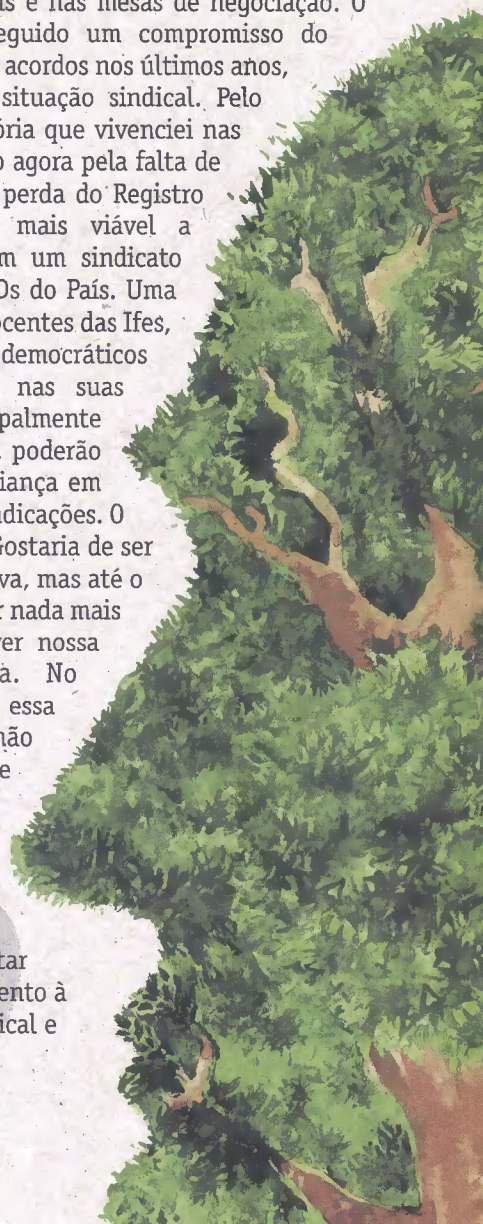 s e nas mesas de negociação. O
eguido um compromisso do
acordos nos últimos anos,
situação sindical. Pelo
ória que vivenciei nas
o agora pela falta de
perda do Registro
mais viável a
m um sindicato
Os do País. Uma
ocentes das Ifes,
democráticos
nas suas
palmente
poderão
iança em
ndicações. O
Gostaria de ser
va, mas até o
r nada mais
ver nossa
a. No
essa
não
e
tar
ento à
ical e